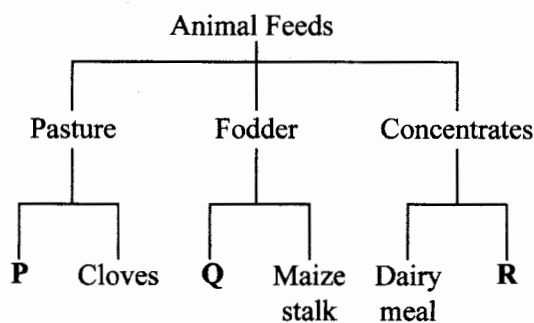 Animal Feeds
Pasture
Fodder
Concentrates
P
Cloves
Q
Maize
stalk
Dairy
meal
R